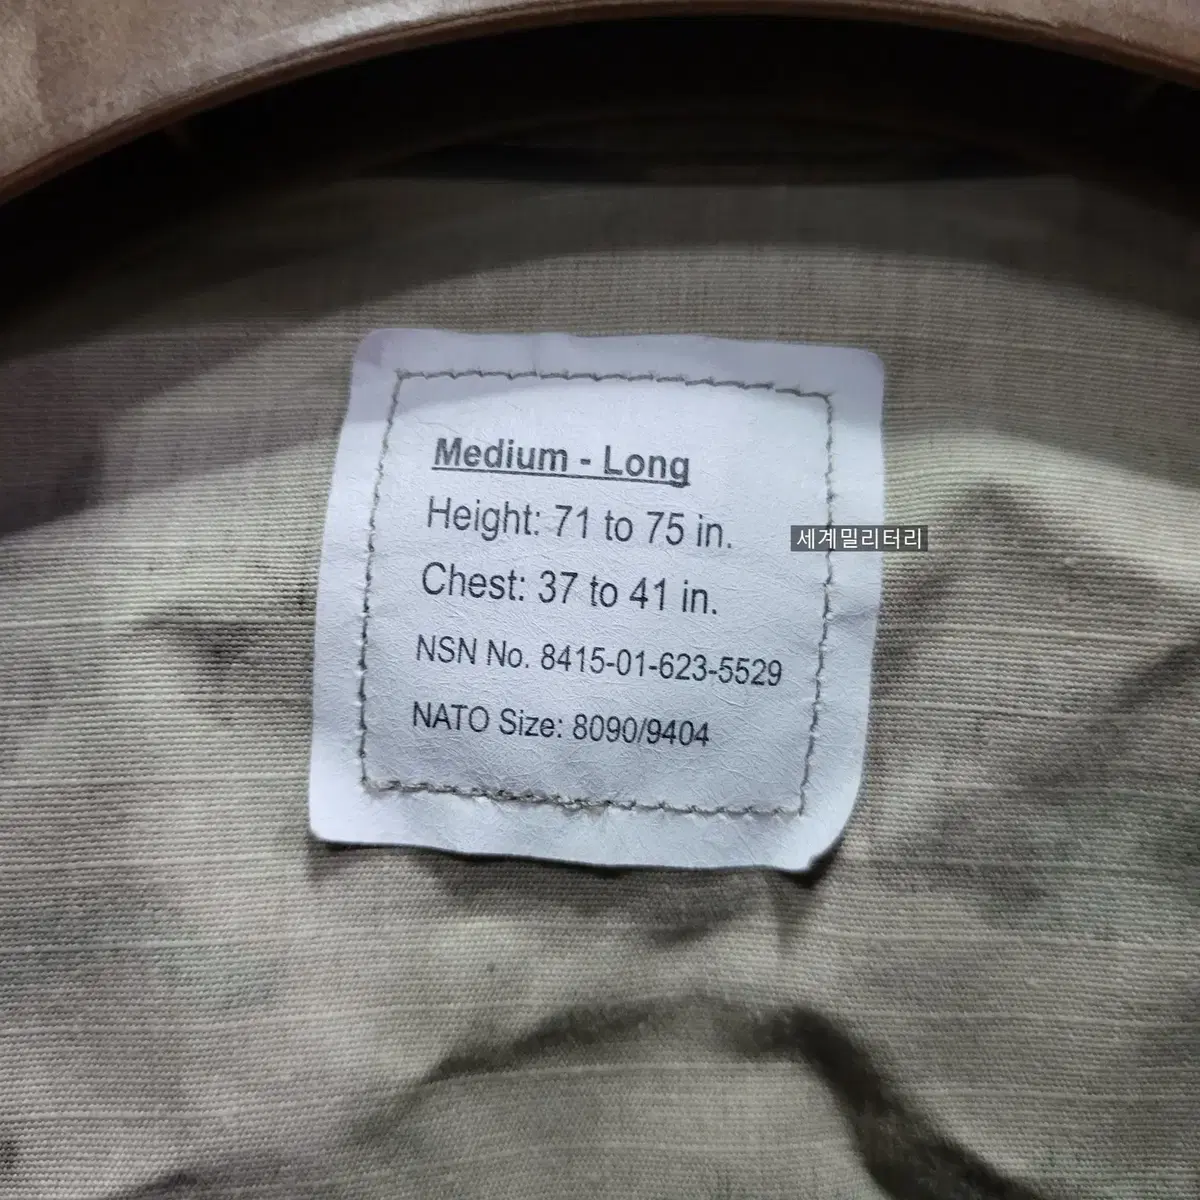 Medium - Long
Height: 71 to 75 in.
세계밀리터리
Chest: 37 to 41 in.
NSN No. 8415-01-623-5529
NATO Size: 8090/9404